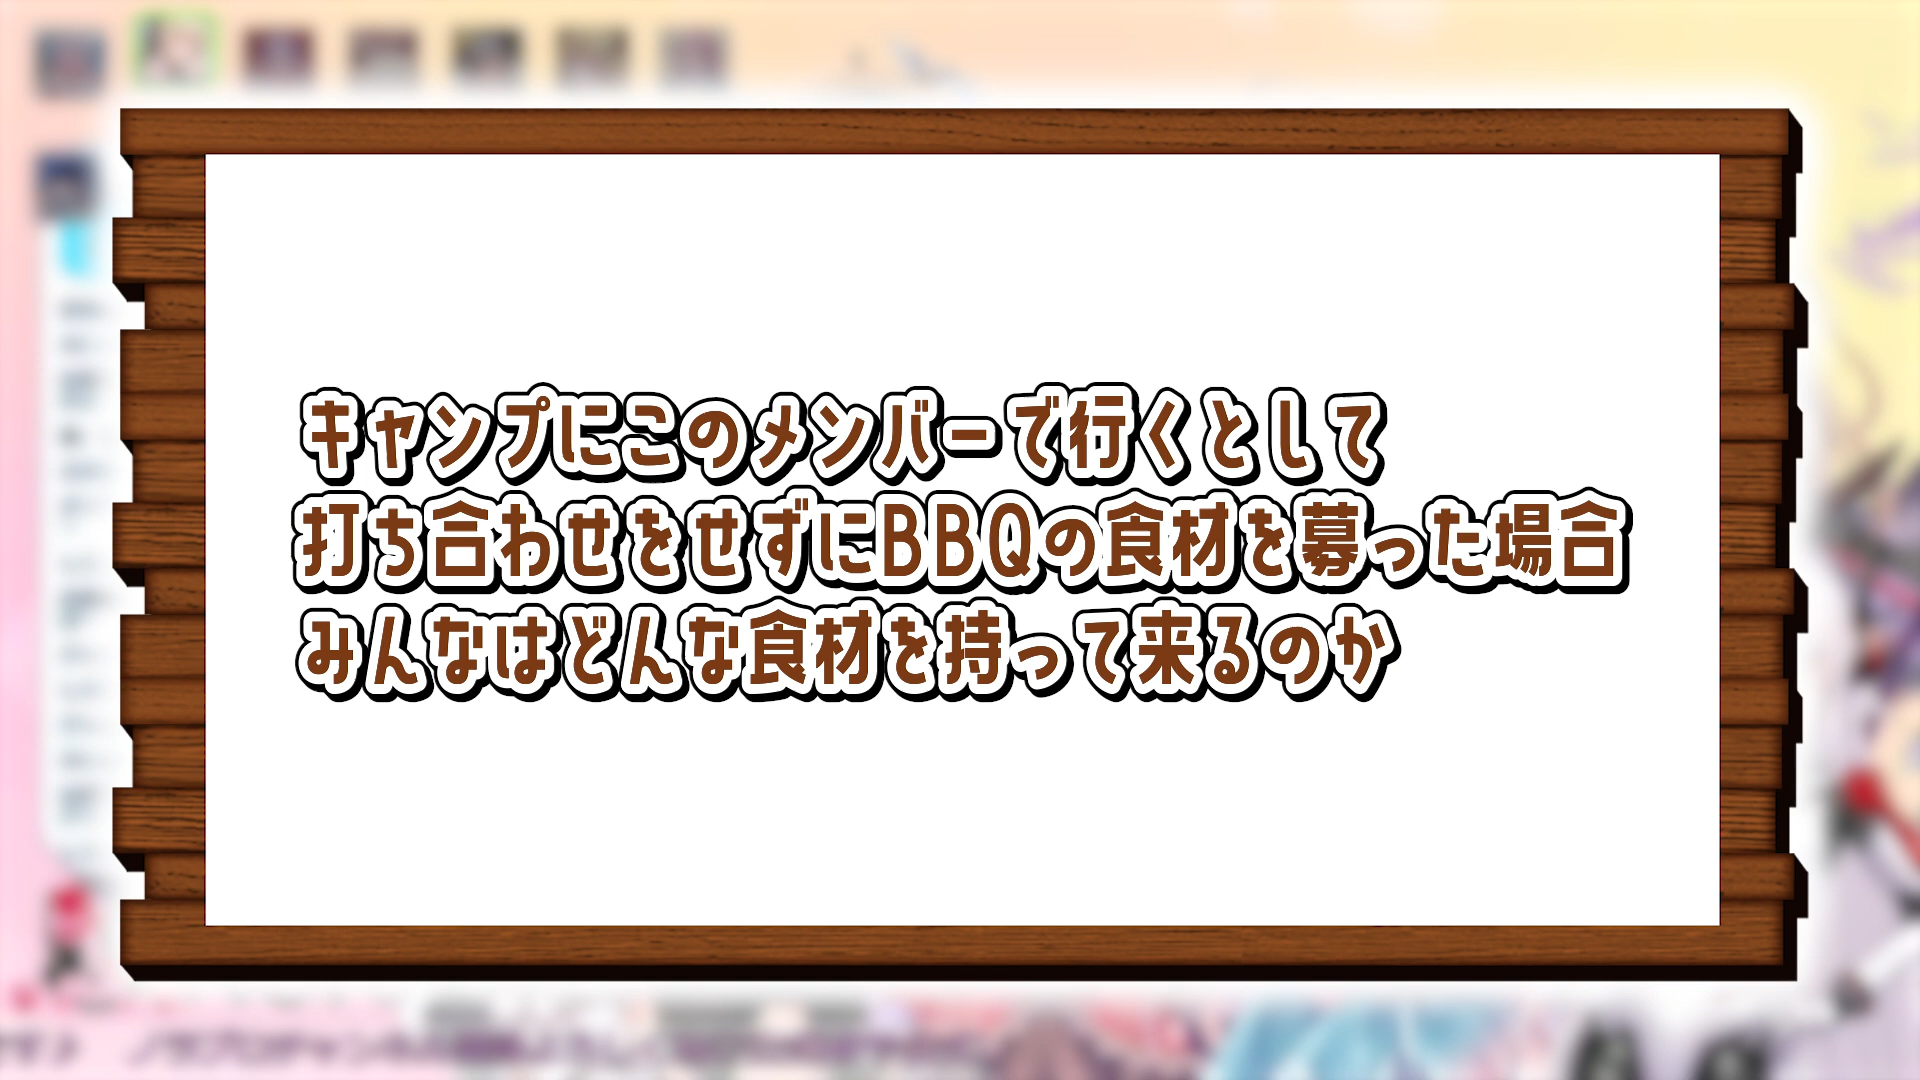 キャンプにこのメンバーで行くとして
打ち合わせをせずにBBQの食材を募った場合
みんなはどんな食材を持って来るのか